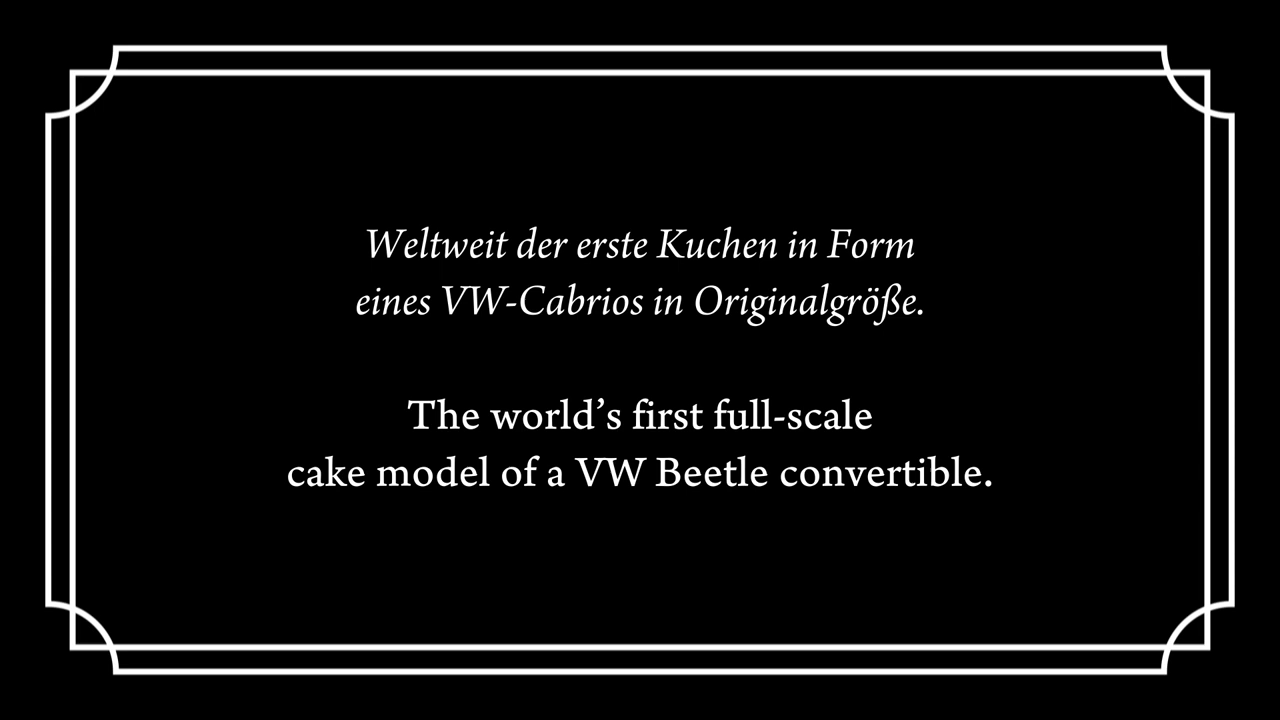 Weltweit der erste Kuchen in Form
eines VW-Cabrios in Originalgröße.
The world’s first full-scale
cake model of a VW Beetle convertible.